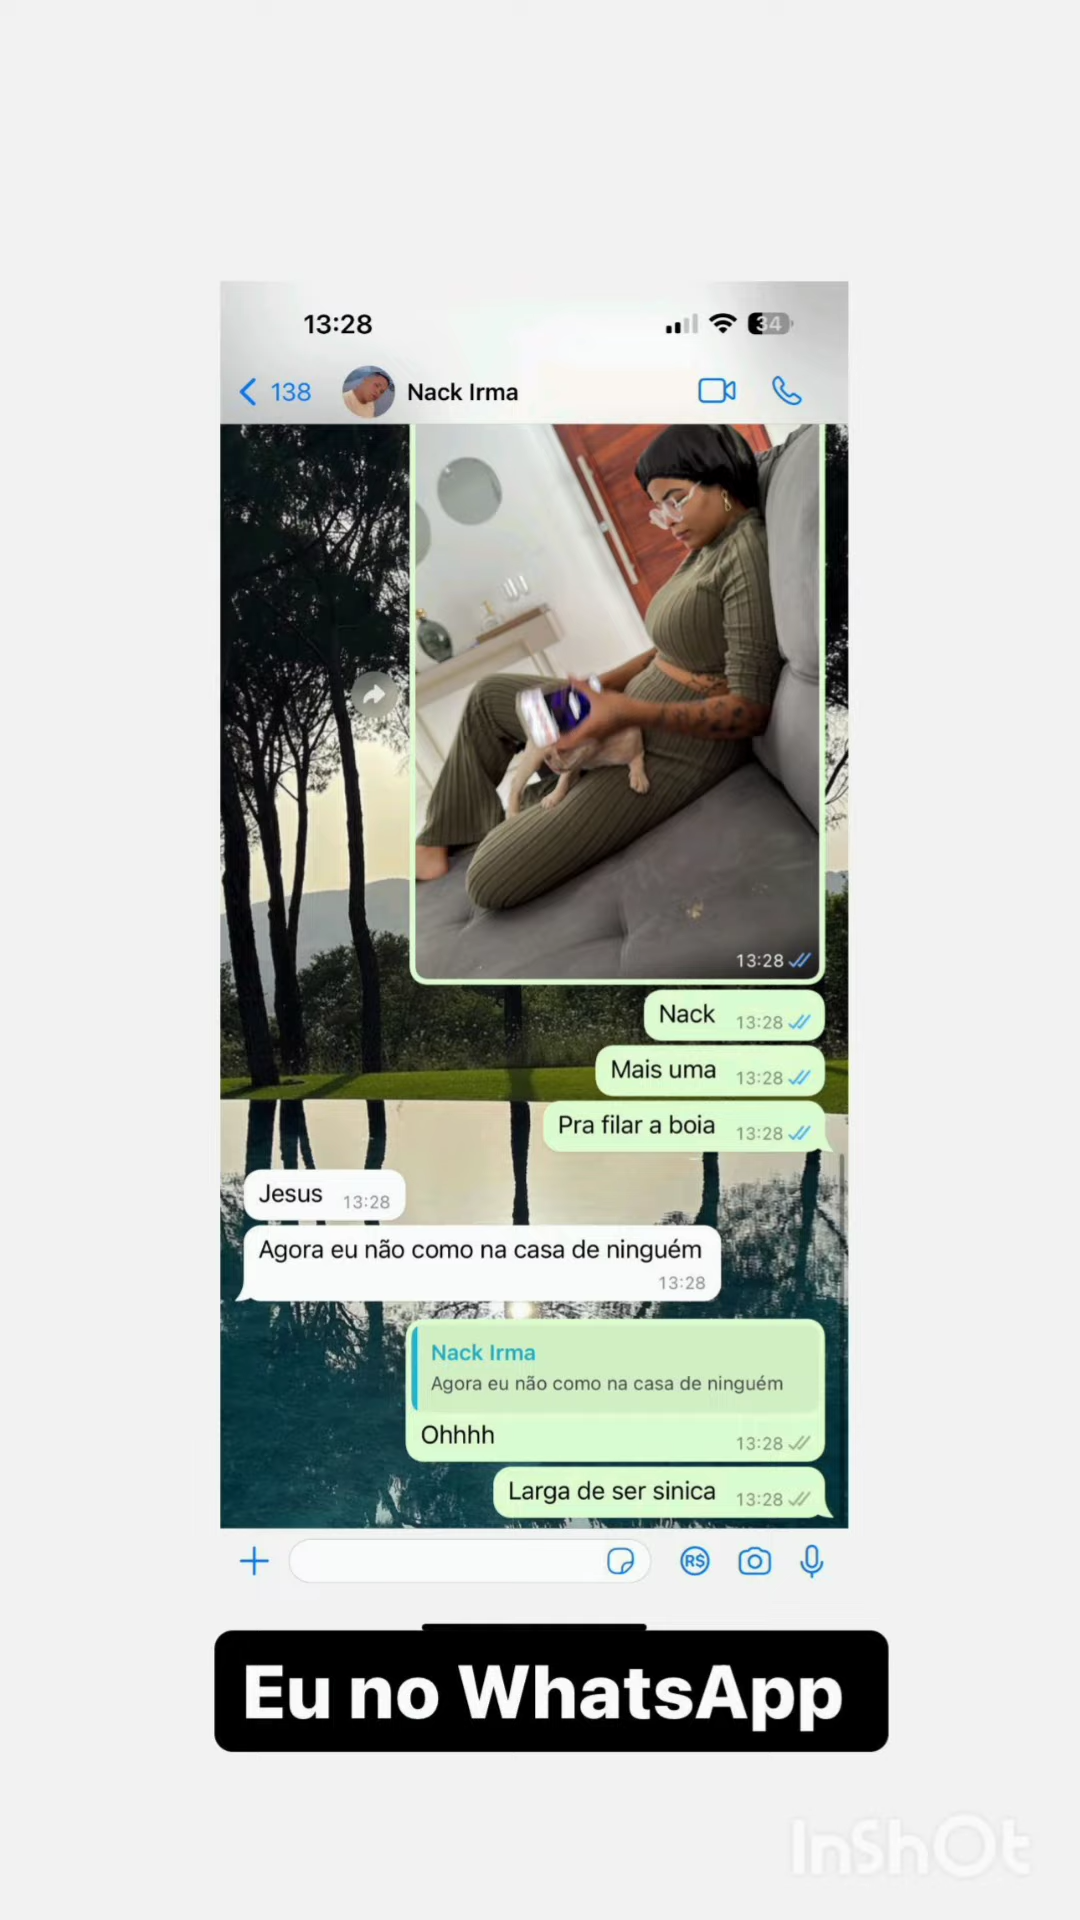 13:28
34
138
Nack Irma
13:28
Nack 13:28
Mais uma 13:28
Pra filar a boia 13:28
Jesus 13:28
Agora eu não como na casa de ninguém
13:28
Nack Irma
Agora eu não como na casa de ninguém
Ohhhh 13:28
Larga de ser sinica 13:28
R$
Eu no WhatsApp
InShOt